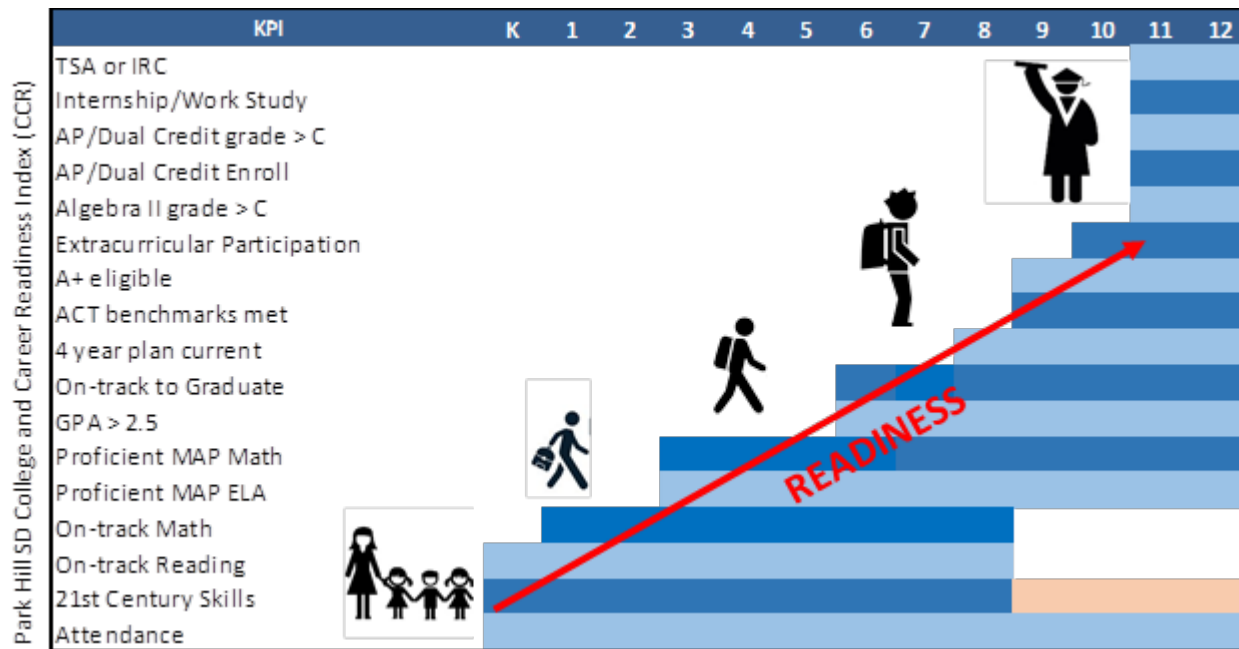 Park Hill SD College and Career Readiness Index (CCR)
KPI K 1 2 3 4 5 6 7 8 9 10 11 12
TSA or IRC
Internship/Work Study
AP/Dual Credit grade > C
AP/Dual Credit Enroll
Algebra II grade > C
Extracurricular Participation
A+ eligible
ACT benchmarks met
4 year plan current
On-track to Graduate
GPA > 2.5
Proficient MAP Math
Proficient MAP ELA
On-track Math
On-track Reading
21st Century Skills
Attendance
READINESS